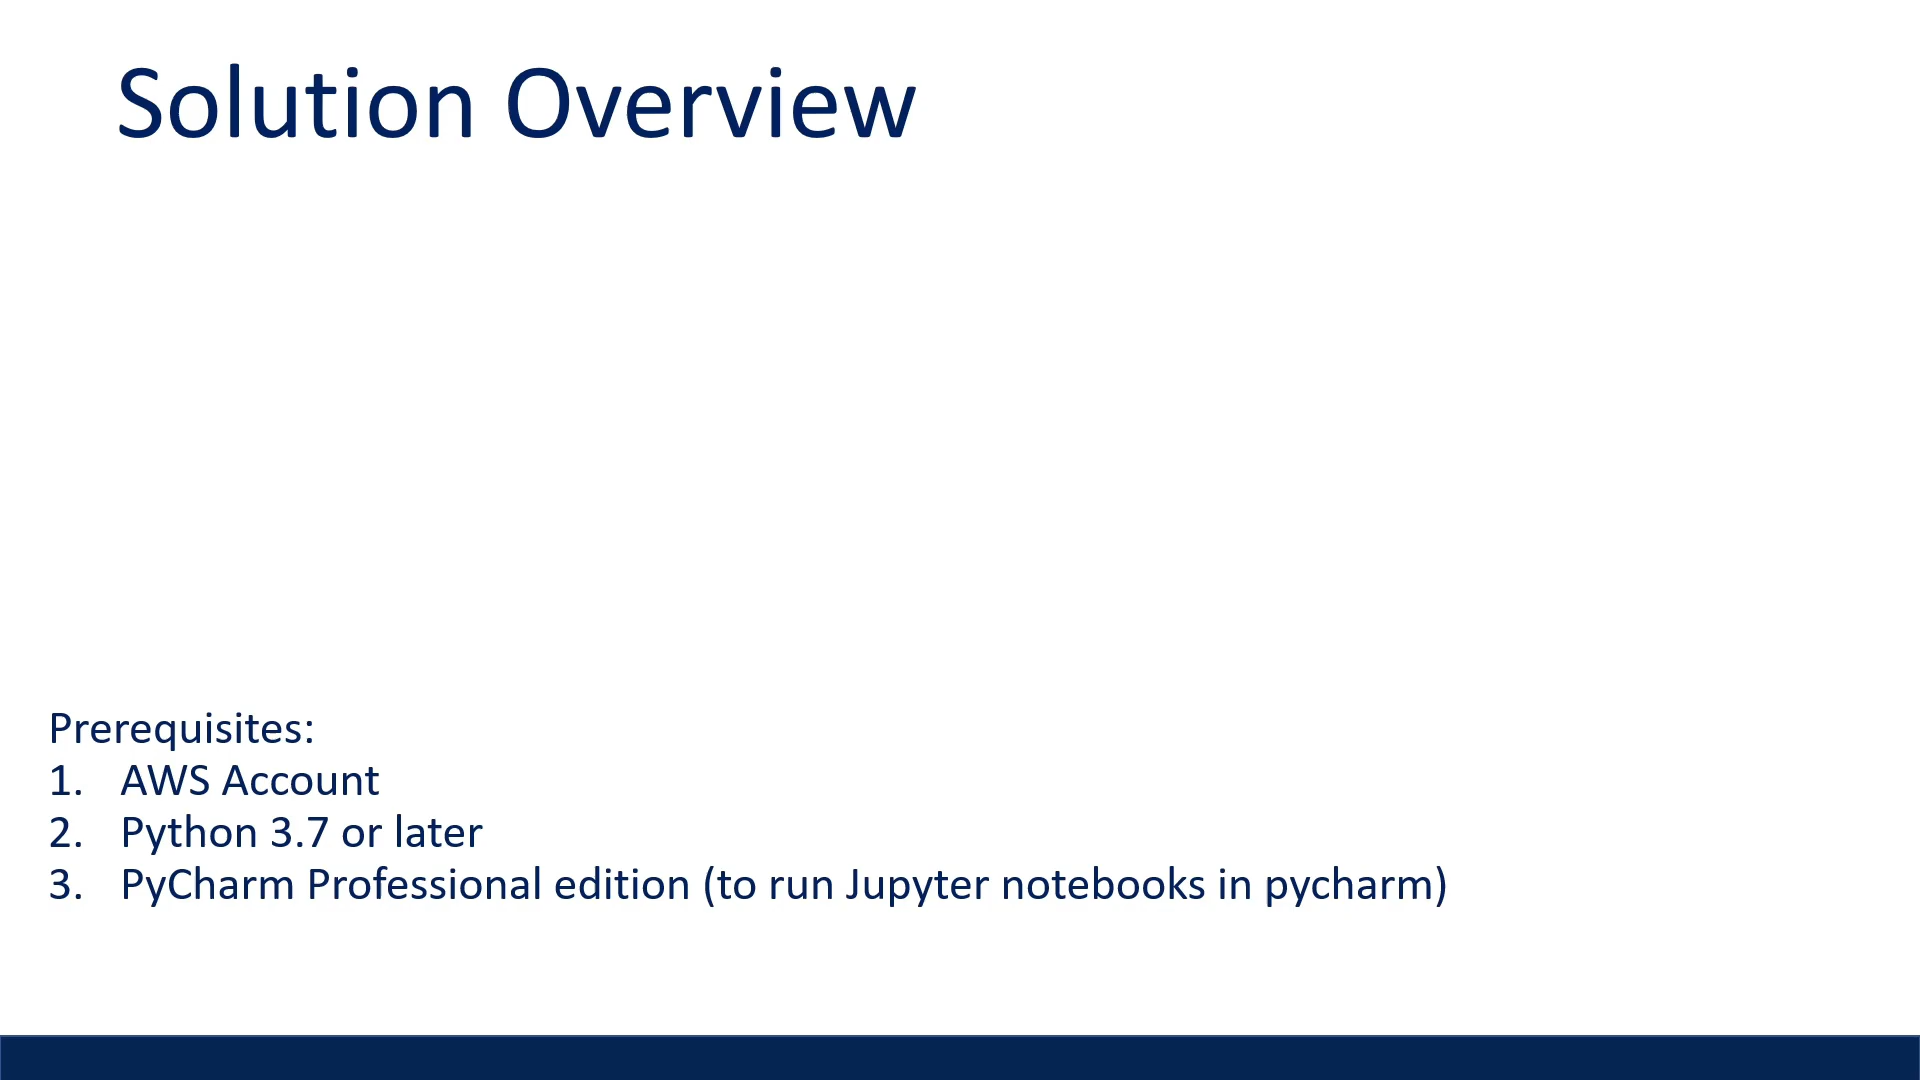 Solution Overview
Prerequisites:
1. AWS Account
2. Python 3.7 or later
3. PyCharm Professional edition (to run Jupyter notebooks in pycharm)